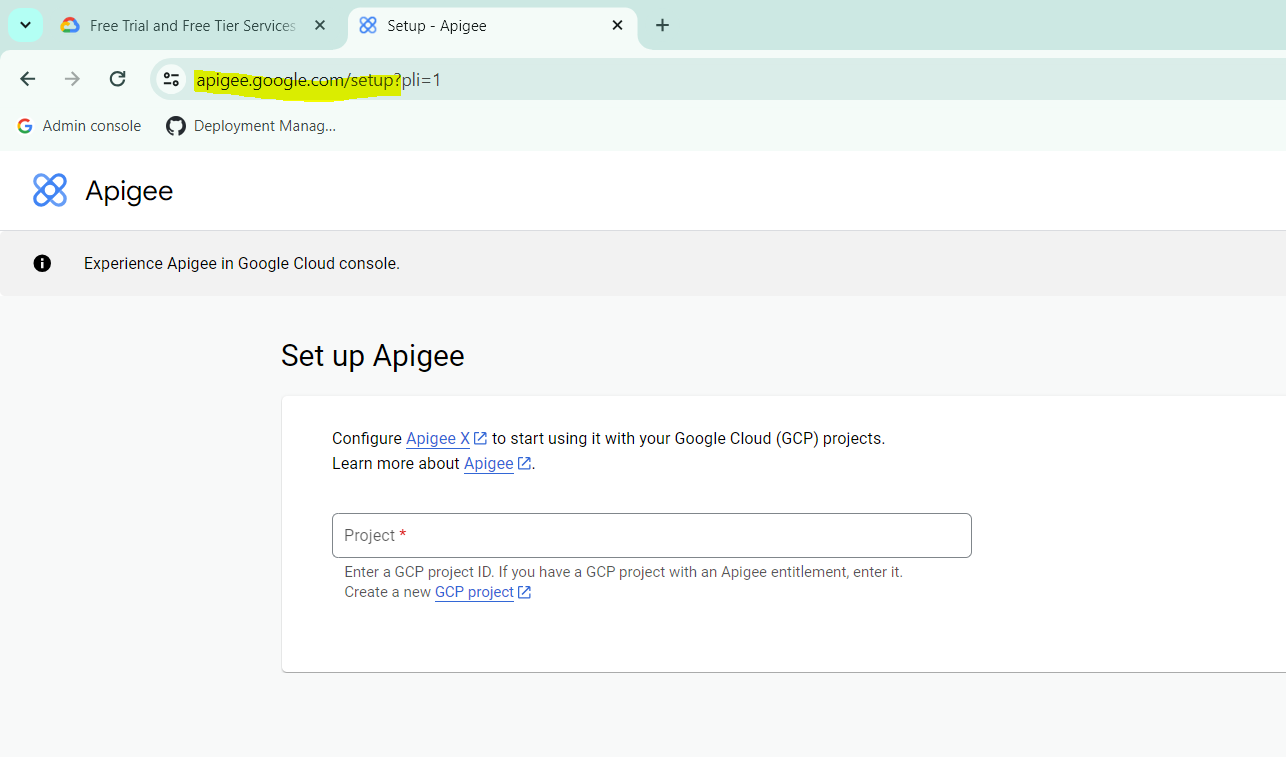 Free Trial and Free Tier Services
Setup - Apigee
apigee.google.com/setup?pli=1
Admin console
Deployment Manag...
Apigee
Experience Apigee in Google Cloud console.
Set up Apigee
Configure Apigee X to start using it with your Google Cloud (GCP) projects.
Learn more about Apigee.
Project *
Enter a GCP project ID. If you have a GCP project with an Apigee entitlement, enter it.
Create a new GCP project